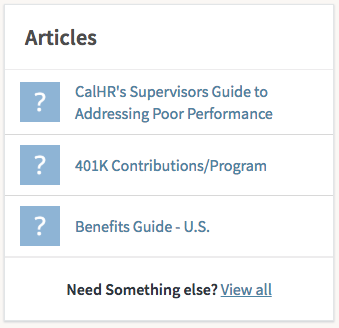 Articles
?
CalHR's Supervisors Guide to
Addressing Poor Performance
?
401K Contributions/Program
?
Benefits Guide - U.S.
Need Something else? View all